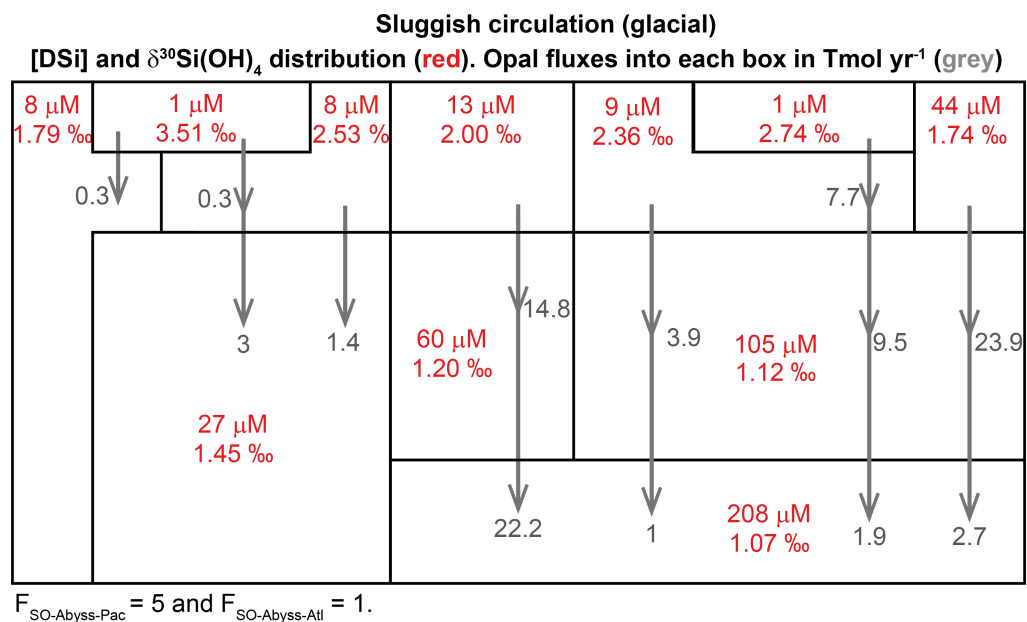 Sluggish circulation (glacial)
[DSi] and δ³⁰Si(OH)₄ distribution (red). Opal fluxes into each box in Tmol yr⁻¹ (grey)
8 µM 1 µM 8 µM 13 µM 9 µM 1 µM 44 µM
1.79 ‰ 3.51 ‰ 2.53 % 2.00 ‰ 2.36 ‰ 2.74 ‰ 1.74 ‰
0.3 0.3 7.7
14.8
60 µM 3.9 105 µM 9.5 23.9
3 1.4
1.20 ‰ 1.12 ‰
27 µM
1.45 ‰
208 µM
22.2 1 1.9 2.7
1.07 ‰
F_SO-Abyss-Pac = 5 and F_SO-Abyss-Atl = 1.